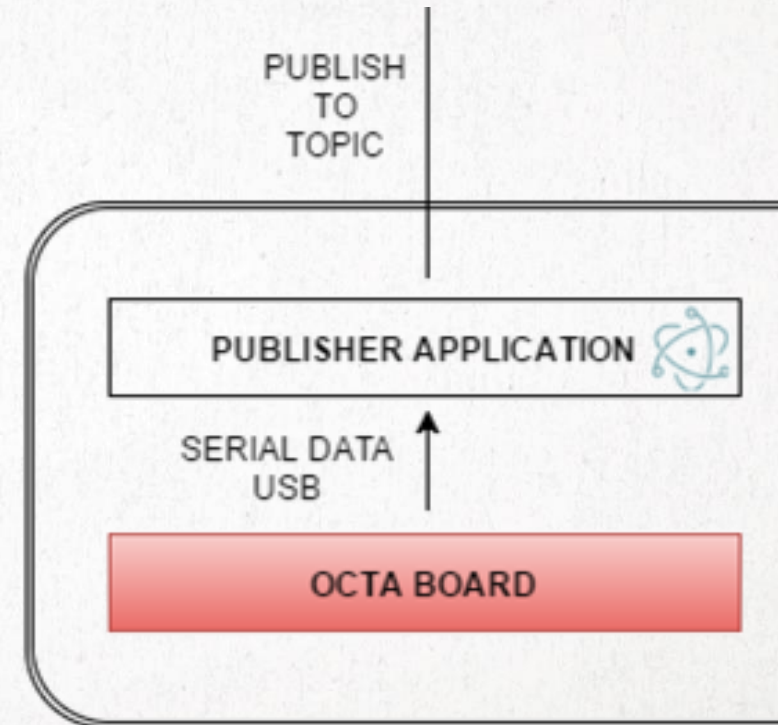 PUBLISH
TO
TOPIC
PUBLISHER APPLICATION
SERIAL DATA
USB
OCTA BOARD